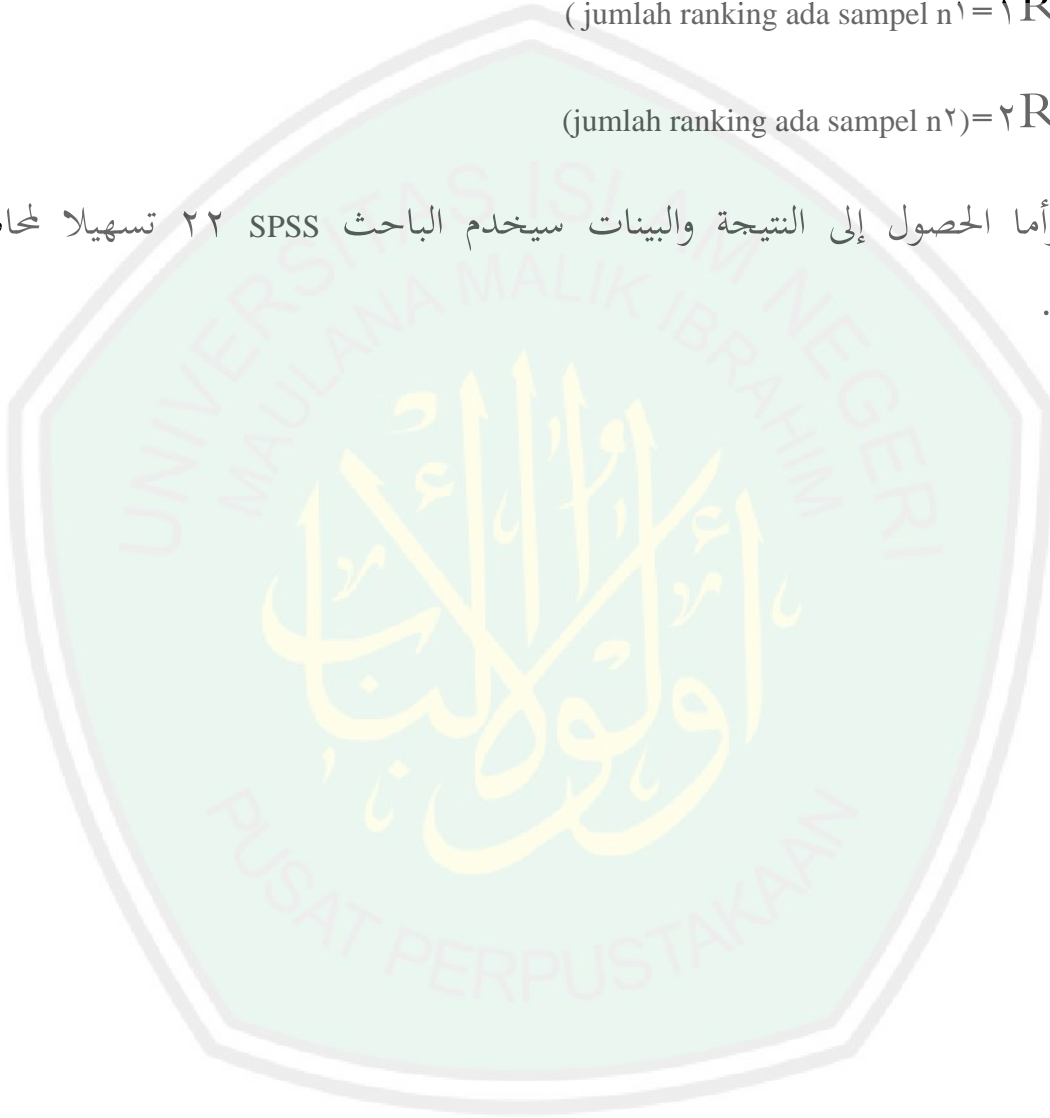 ( jumlah ranking ada sampel n١=١R
(jumlah ranking ada sampel n٢)=٢R
أما الحصول إلى النتيجة والبينات سيخدم الباحث SPSS ٢٢ تسهيلا
.
UNIVERSITAS ISLAM NEGERI
MAULANA MALIK IBRAHIM
أولوا الألباب
PUSAT PERPUSTAKAAN